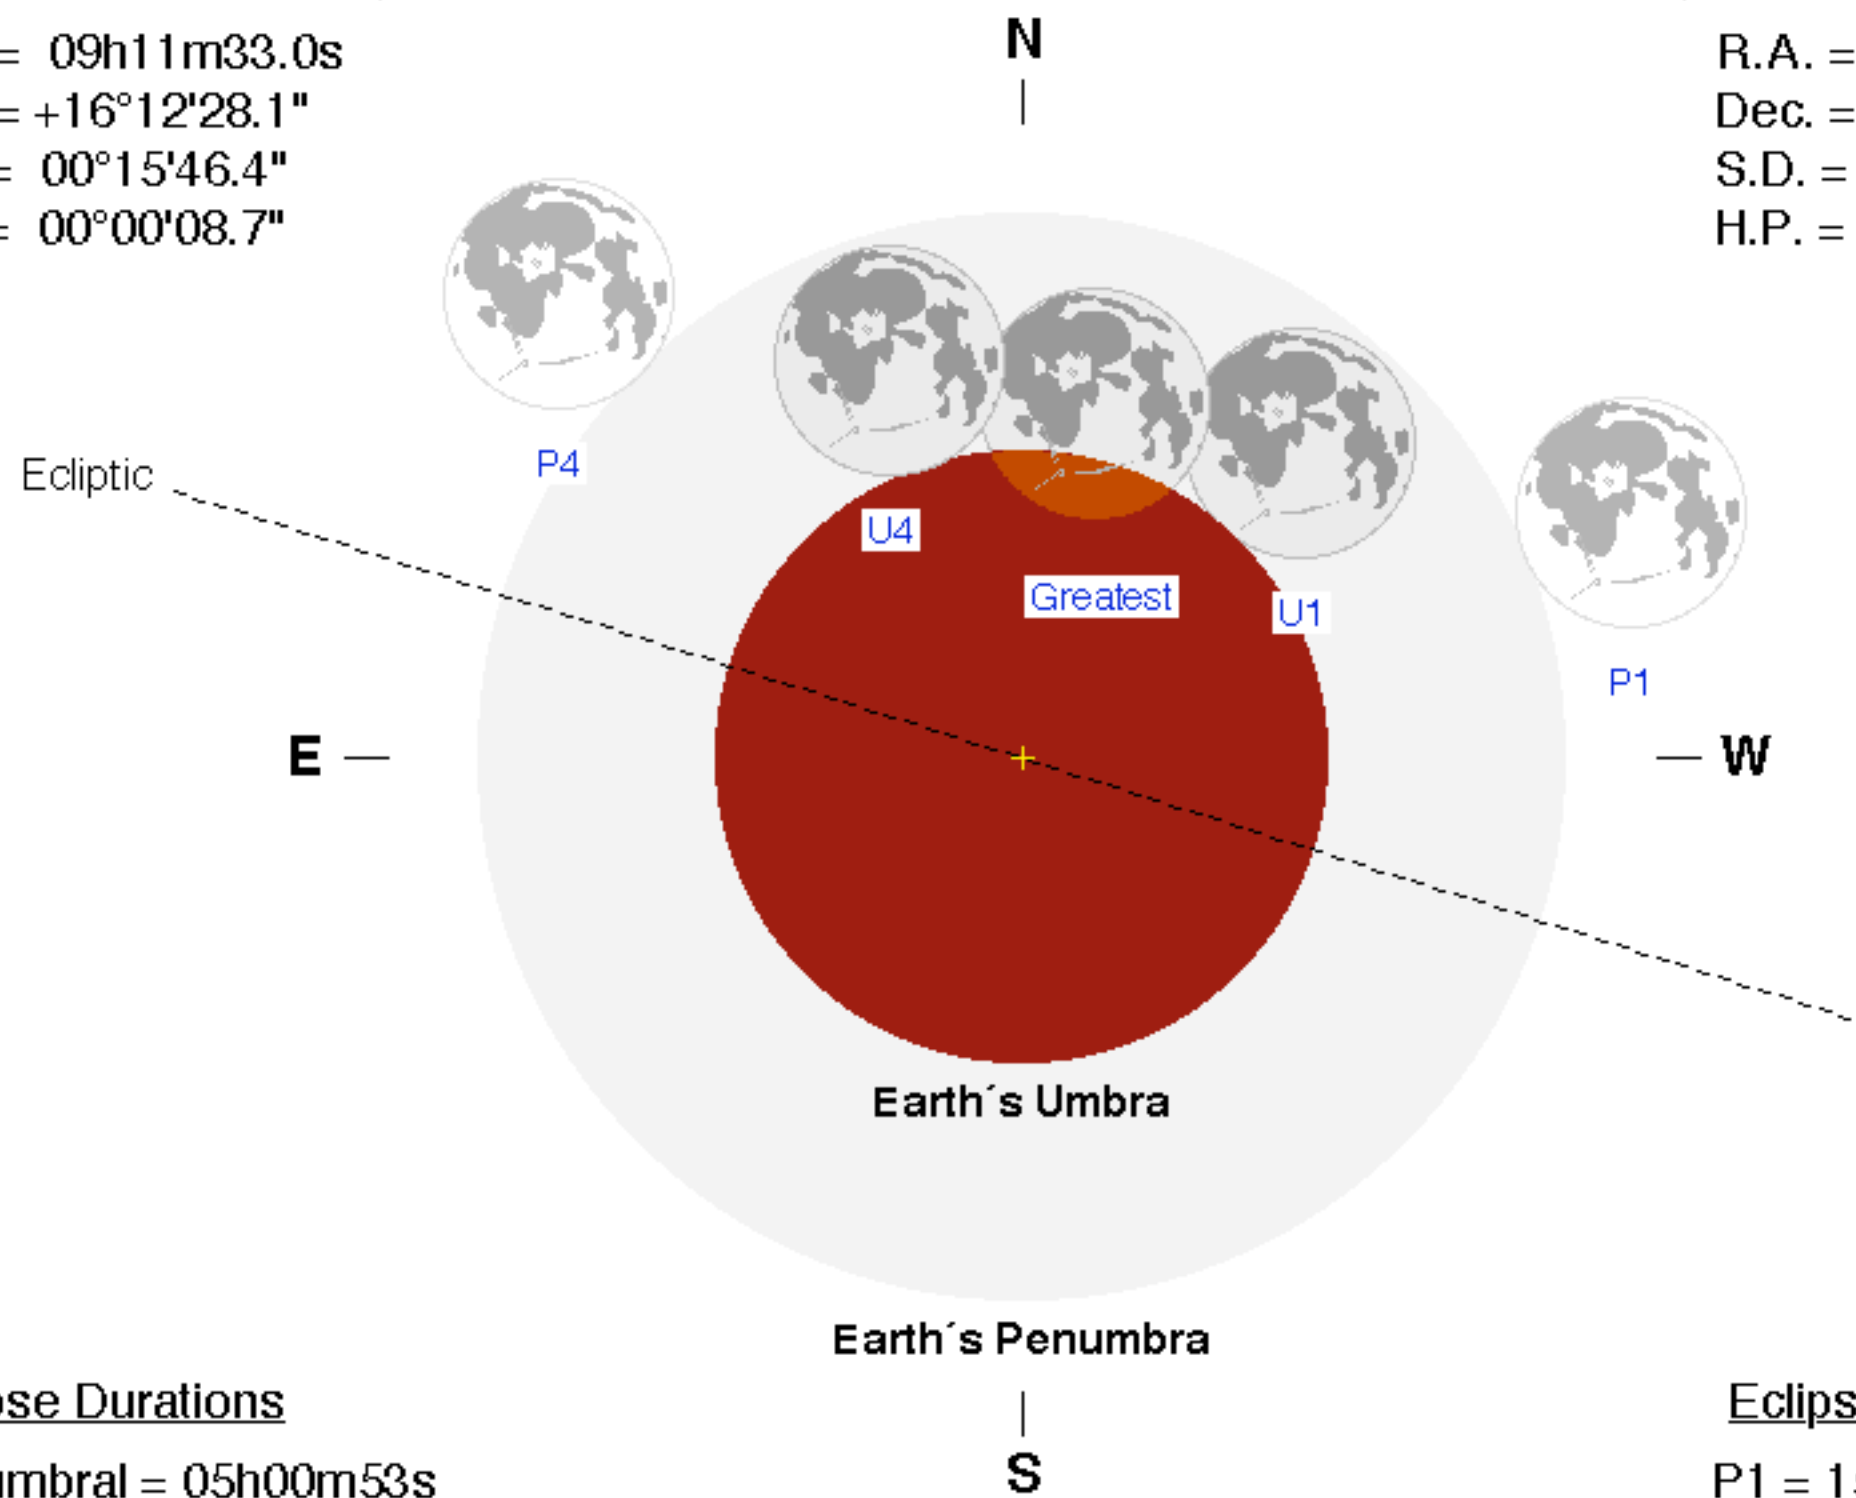 = 09h11m33.0s
= +16°12'28.1"
= 00°15'46.4"
= 00°00'08.7"
N
R.A. =
Dec. =
S.D. =
H.P. =
Ecliptic
P4
U4
Greatest
U1
P1
E
W
Earth´s Umbra
Earth´s Penumbra
S
se Durations
umbral = 05h00m53s
Eclips
P1 = 1